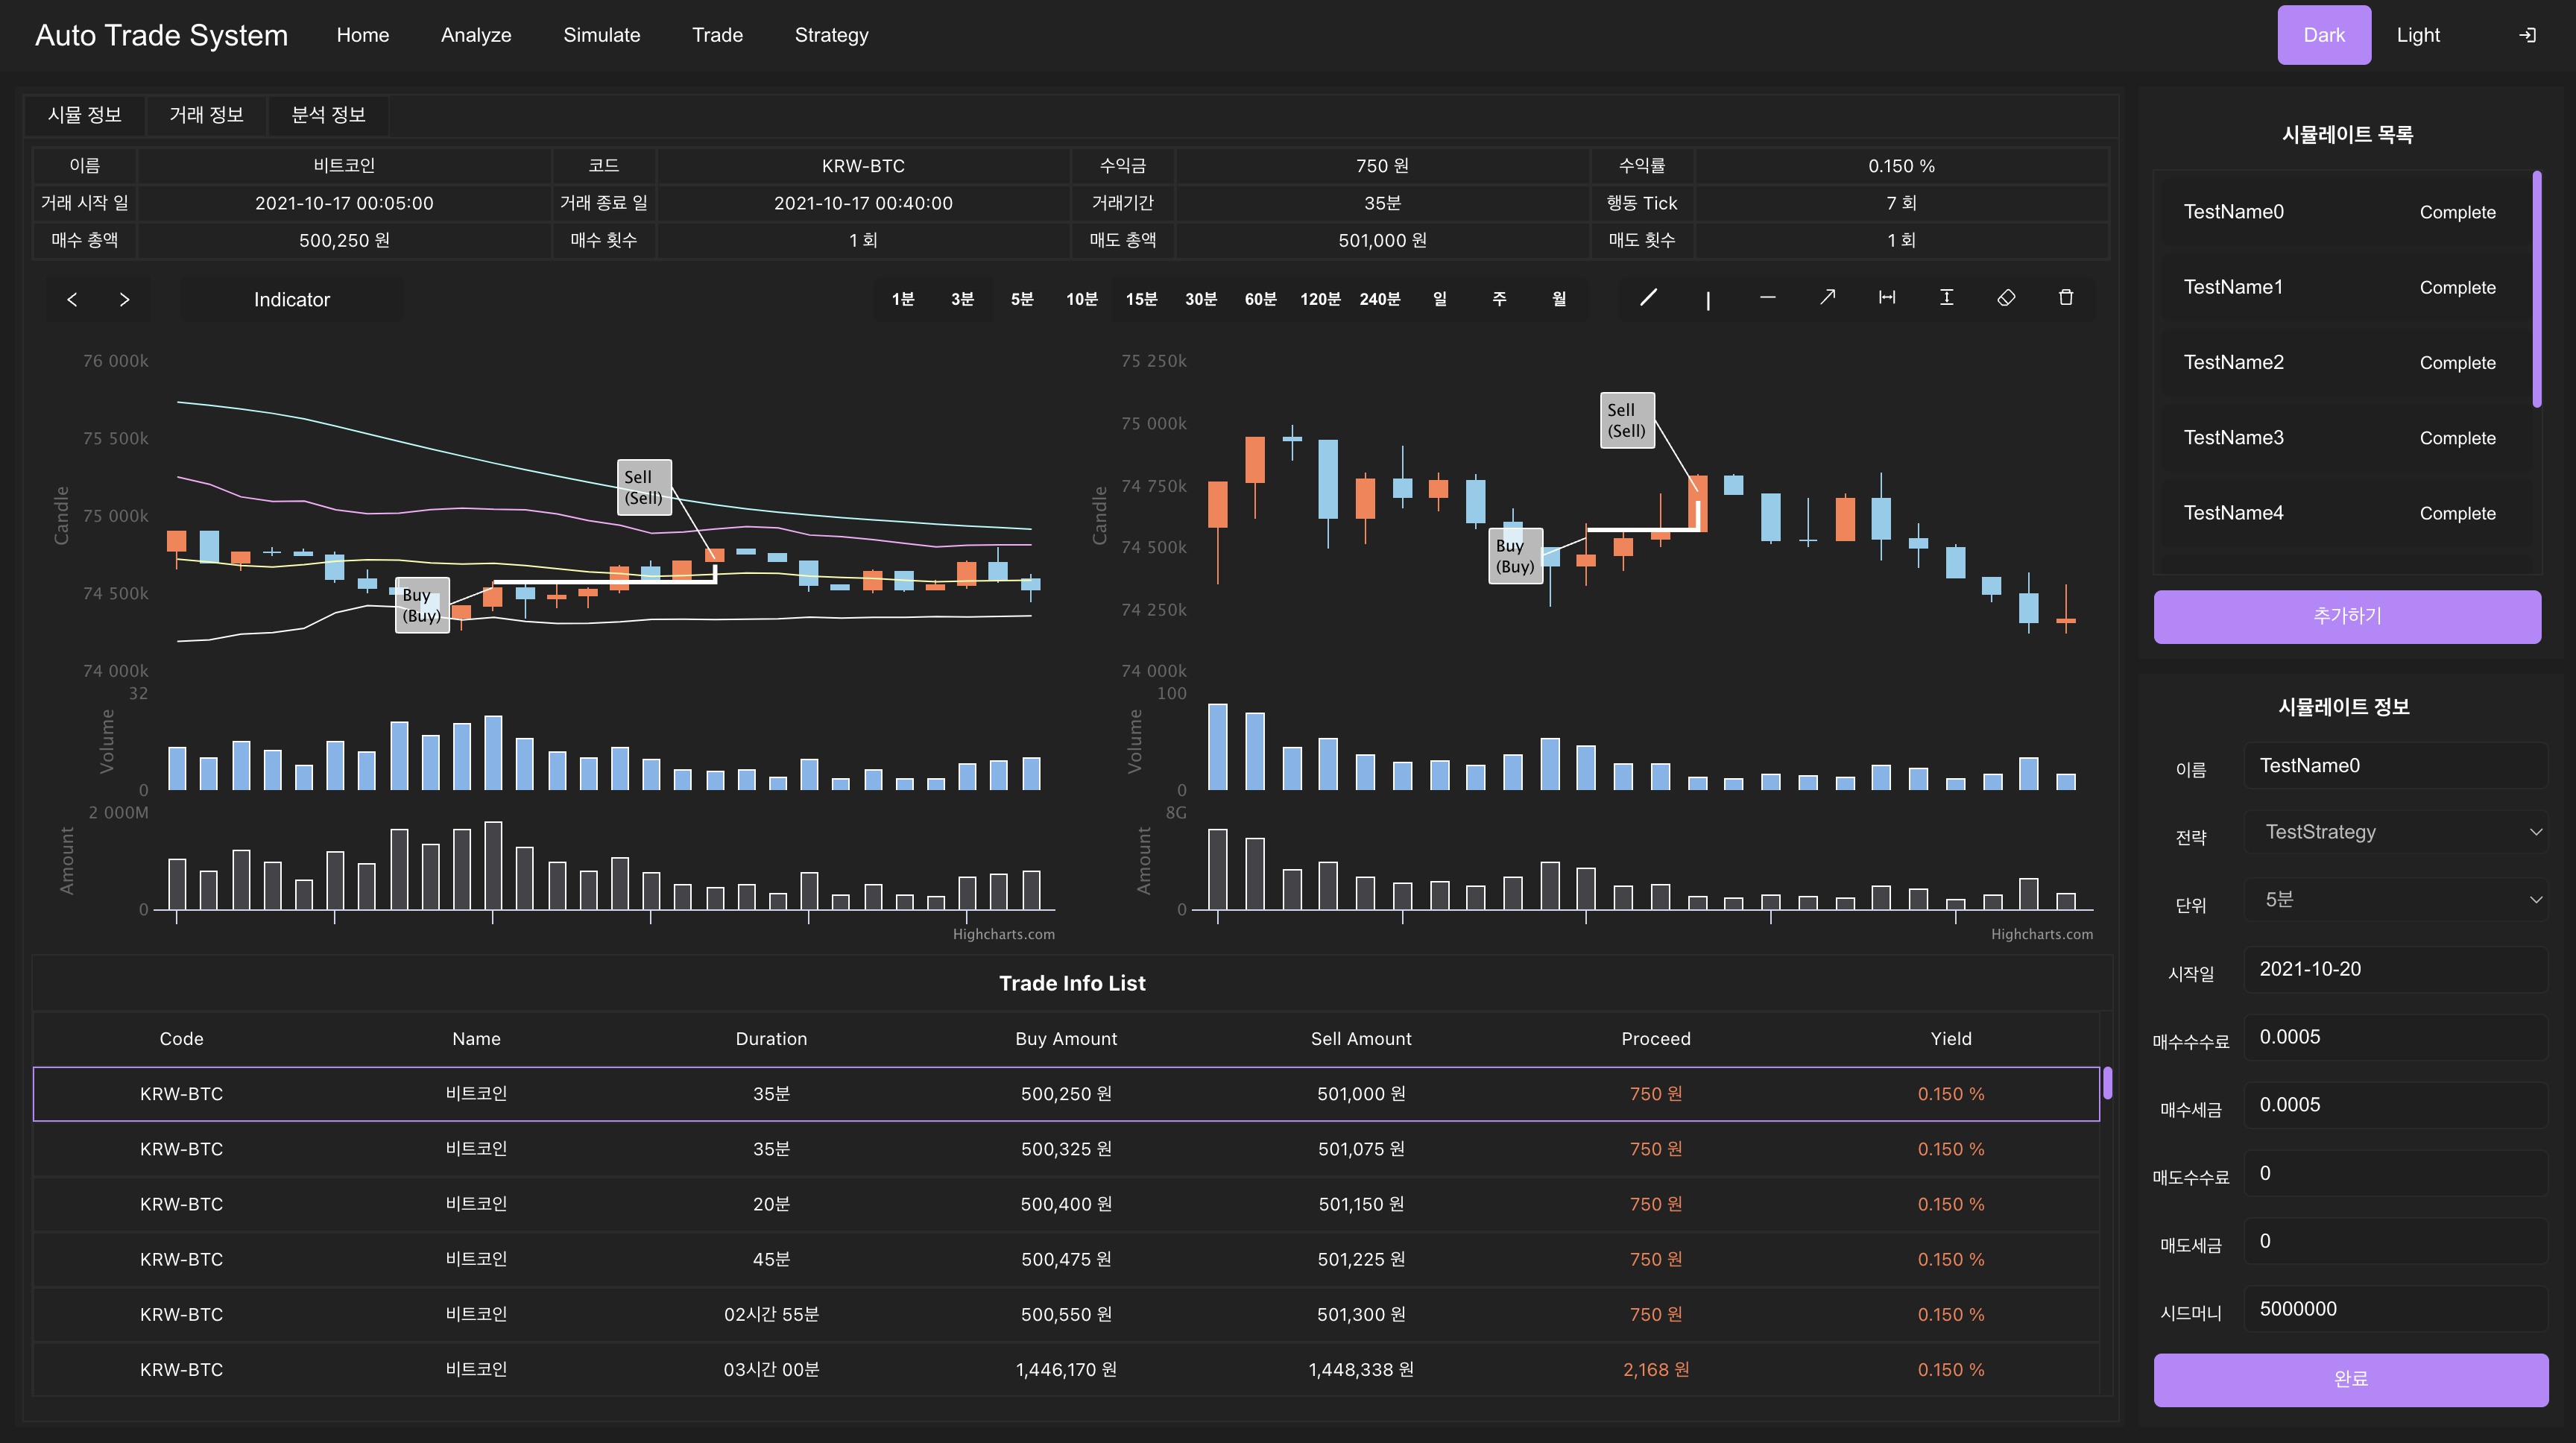 Auto Trade System Home Analyze Simulate Trade Strategy Dark Light
시뮬 정보 거래 정보 분석 정보
이름 비트코인 코드 KRW-BTC 수익금 750 원 수익률 0.150 %
거래 시작 일 2021-10-17 00:05:00 거래 종료 일 2021-10-17 00:40:00 거래기간 35분 행동 Tick 7 회
매수 총액 500,250 원 매수 횟수 1 회 매도 총액 501,000 원 매도 횟수 1 회
Indicator 1분 3분 5분 10분 15분 30분 60분 120분 240분 일 주 월
76 000k
75 500k
75 000k
74 500k
74 000k
Candle
Sell
(Sell)
Buy
(Buy)
32
0
Volume
2 000M
0
Amount
Highcharts.com
75 250k
75 000k
74 750k
74 500k
74 250k
74 000k
Candle
Sell
(Sell)
Buy
(Buy)
100
0
Volume
8G
0
Amount
Highcharts.com
Trade Info List
Code Name Duration Buy Amount Sell Amount Proceed Yield
KRW-BTC 비트코인 35분 500,250 원 501,000 원 750 원 0.150 %
KRW-BTC 비트코인 35분 500,325 원 501,075 원 750 원 0.150 %
KRW-BTC 비트코인 20분 500,400 원 501,150 원 750 원 0.150 %
KRW-BTC 비트코인 45분 500,475 원 501,225 원 750 원 0.150 %
KRW-BTC 비트코인 02시간 55분 500,550 원 501,300 원 750 원 0.150 %
KRW-BTC 비트코인 03시간 00분 1,446,170 원 1,448,338 원 2,168 원 0.150 %
시뮬레이트 목록
TestName0 Complete
TestName1 Complete
TestName2 Complete
TestName3 Complete
TestName4 Complete
추가하기
시뮬레이트 정보
이름 TestName0
전략 TestStrategy
단위 5분
시작일 2021-10-20
매수수수료 0.0005
매수세금 0.0005
매도수수료 0
매도세금 0
시드머니 5000000
완료